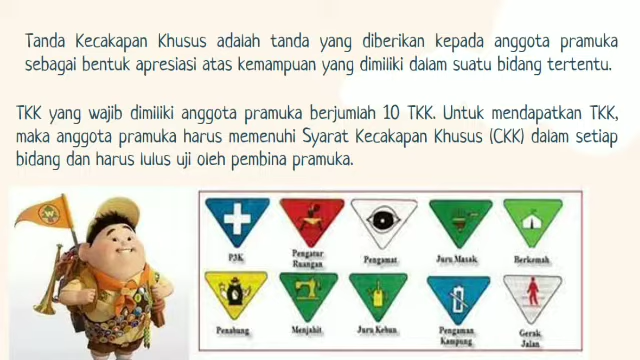 Tanda Kecakapan Khusus adalah tanda yang diberikan kepada anggota pramuka
sebagai bentuk apresiasi atas kemampuan yang dimiliki dalam suatu bidang tertentu.
TKK yang wajib dimiliki anggota pramuka berjumlah 10 TKK. Untuk mendapatkan TKK,
maka anggota pramuka harus memenuhi Syarat Kecakapan Khusus (CKK) dalam setiap
bidang dan harus lulus uji oleh pembina pramuka.
W
P3K
Pengatur
Ruangan
Pengamat
Juru Masak
Berkemah
Penabung
Menjahit
Juru Kebun
Pengaman
Kampung
Gerak
Jalan